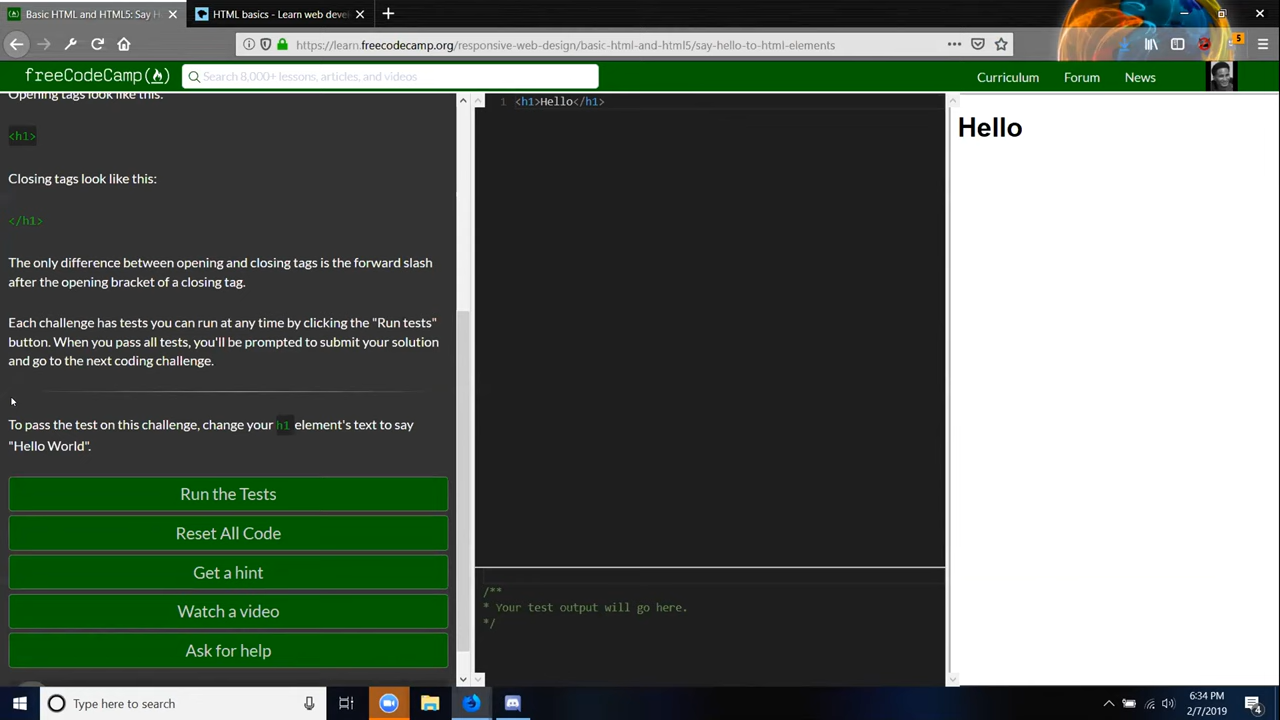 Basic HTML and HTML5: Say H
HTML basics - Learn web deve
https://learn.freecodecamp.org/responsive-web-design/basic-html-and-html5/say-hello-to-html-elements
5
freeCodeCamp
Search 8,000+ lessons, articles, and videos
Curriculum
Forum
News
Opening tags look like this:
<h1>
Closing tags look like this:
</h1>
The only difference between opening and closing tags is the forward slash
after the opening bracket of a closing tag.
Each challenge has tests you can run at any time by clicking the "Run tests"
button. When you pass all tests, you'll be prompted to submit your solution
and go to the next coding challenge.
To pass the test on this challenge, change your h1 element's text to say
"Hello World".
Run the Tests
Reset All Code
Get a hint
Watch a video
Ask for help
1 <h1>Hello</h1>
/**
* Your test output will go here.
*/
Hello
Type here to search
6:34 PM
2/7/2019
4